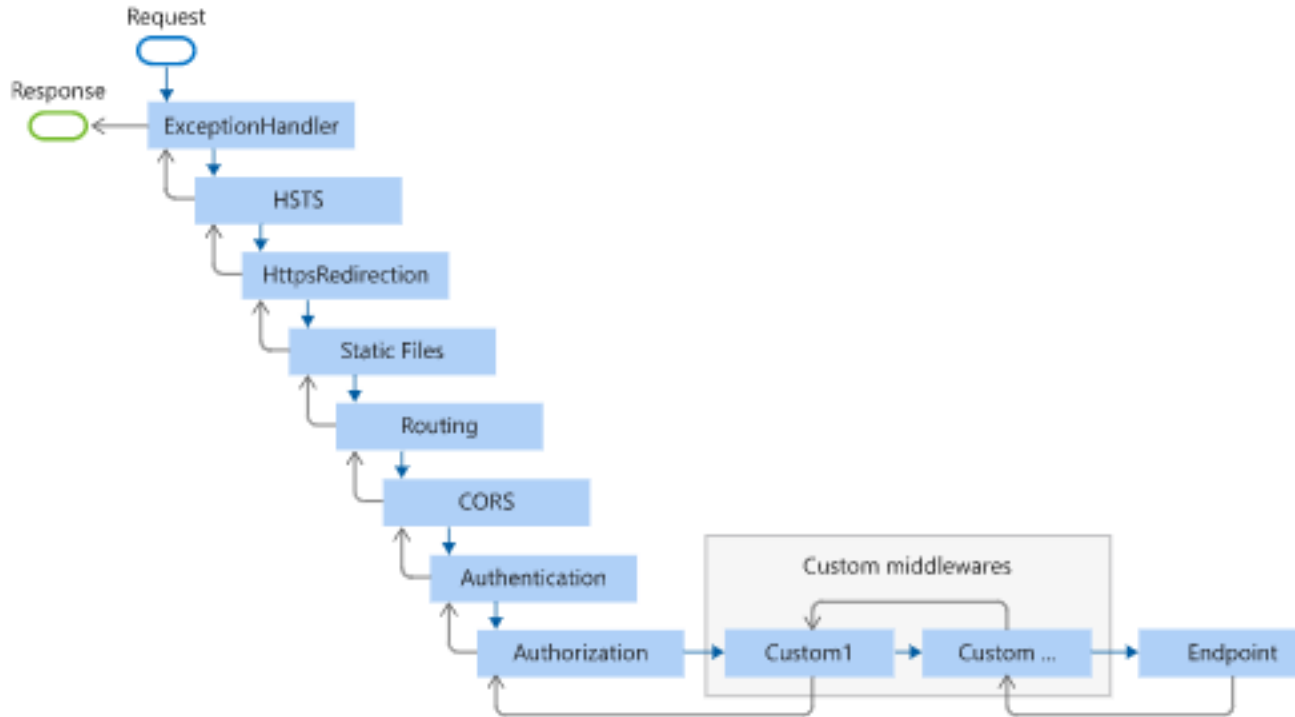 Request
Response
ExceptionHandler
HSTS
HttpsRedirection
Static Files
Routing
CORS
Authentication
Custom middlewares
Authorization
Custom1
Custom ...
Endpoint